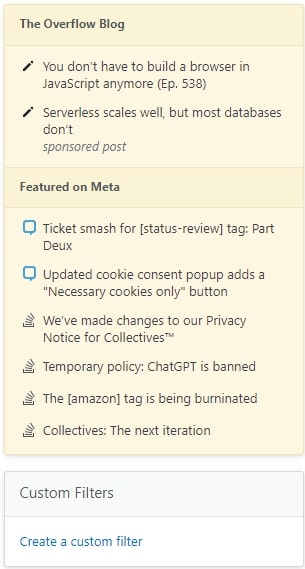 The Overflow Blog
You don't have to build a browser in
JavaScript anymore (Ep. 538)
Serverless scales well, but most databases
don't
sponsored post
Featured on Meta
Ticket smash for [status-review] tag: Part
Deux
Updated cookie consent popup adds a
"Necessary cookies only" button
We've made changes to our Privacy
Notice for Collectives™
Temporary policy: ChatGPT is banned
The [amazon] tag is being burninated
Collectives: The next iteration
Custom Filters
Create a custom filter